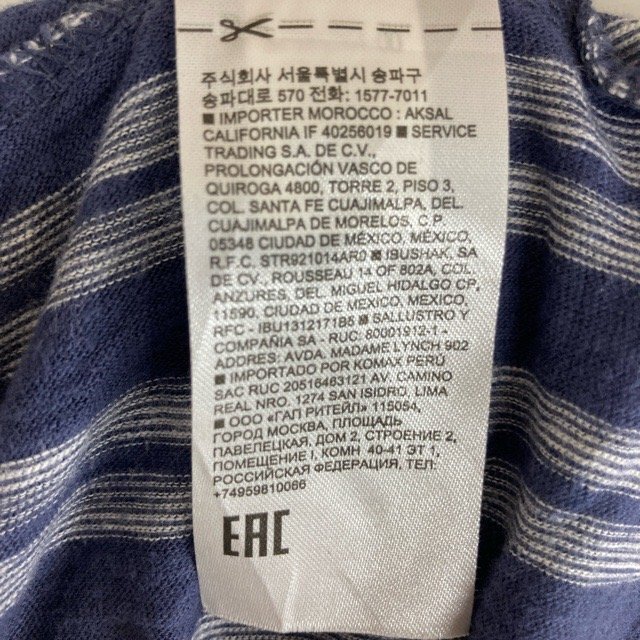 주식회사 서울특별시 송파구
송파대로 570 전화: 1577-7011
■ IMPORTER MOROCCO : AKSAL
CALIFORNIA IF 40256019 ■ SERVICE
TRADING S.A. DE C.V.,
PROLONGACIÓN VASCO DE
QUIROGA 4800, TORRE 2, PISO 3,
COL. SANTA FE CUAJIMALPA, DEL.
CUAJIMALPA DE MORELOS, C.P.
05348 CIUDAD DE MÉXICO, MÉXICO,
R.F.C. STR921014AR0 ■ IBUSHAK, SA
DE CV, ROUSSEAU 14 OF 802A, COL
ANZURES, DEL. MIGUEL HIDALGO CP,
11590, CIUDAD DE MEXICO, MEXICO,
RFC - IBU1312171B5 ■ SALLUSTRO Y
COMPAÑIA SA. - RUC: 80001912-1 -
COORES: AVDA. MADAME LYNCH 902
■ IMPORTADO POR KOMAX PERÚ
SAC RUC 20516463121 AV. CAMINO
REAL NRO. 1274 SAN ISIDRO, LIMA
■ ООО «ГАП РИТЕЙЛ» 115054,
ГОРОД МОСКВА, ПЛОЩАДЬ
ПАВЕЛЕЦКАЯ, ДОМ 2, СТРОЕНИЕ 2,
ПОМЕЩЕНИЕ I, КОМН 40-41 ЭТ 1,
РОССИЙСКАЯ ФЕДЕРАЦИЯ, ТЕЛ:
+74959810086
EAC